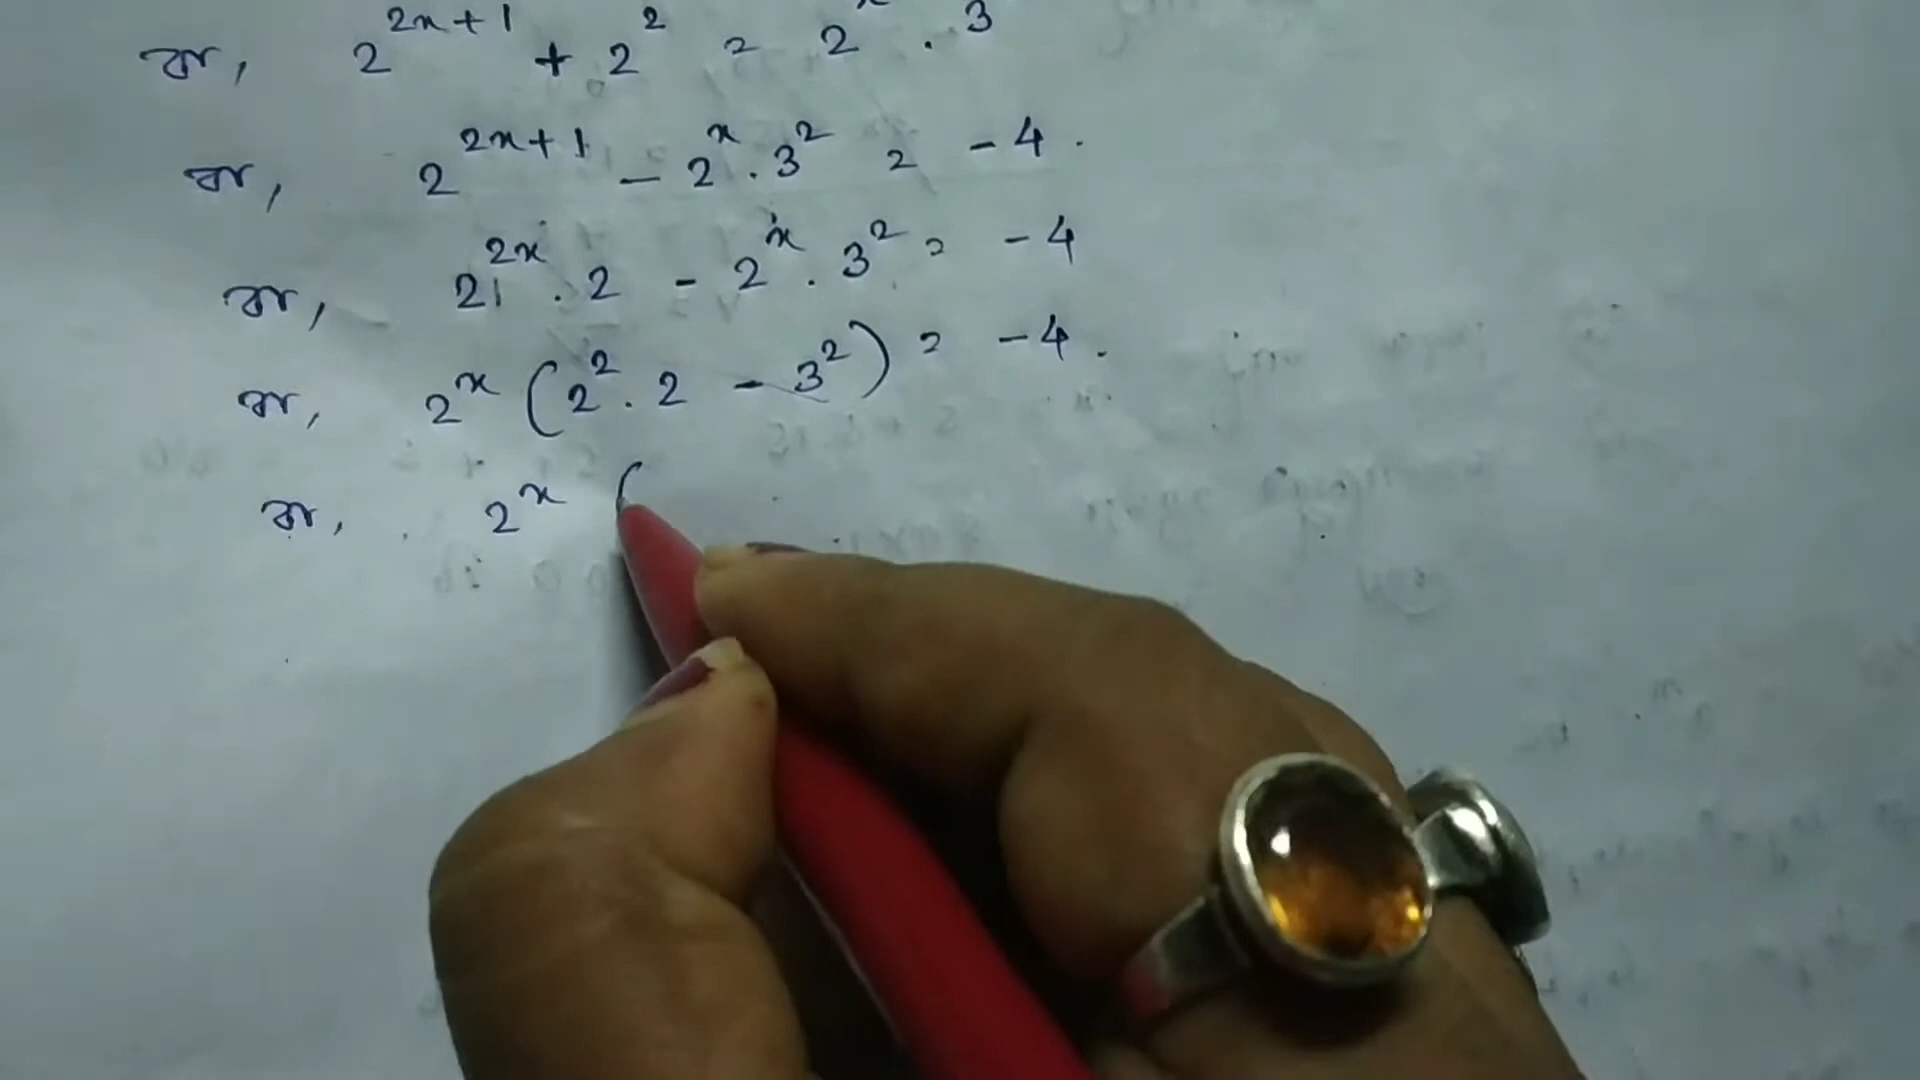 বা, 2^{2x+1} + 2^2 = 2^x . 3
বা, 2^{2x+1} - 2^x . 3^2 = -4.
বা, 2^{2x} . 2 - 2^x . 3^2 = -4
বা, 2^x (2^2 . 2 - 3^2) = -4.
বা, 2^x (